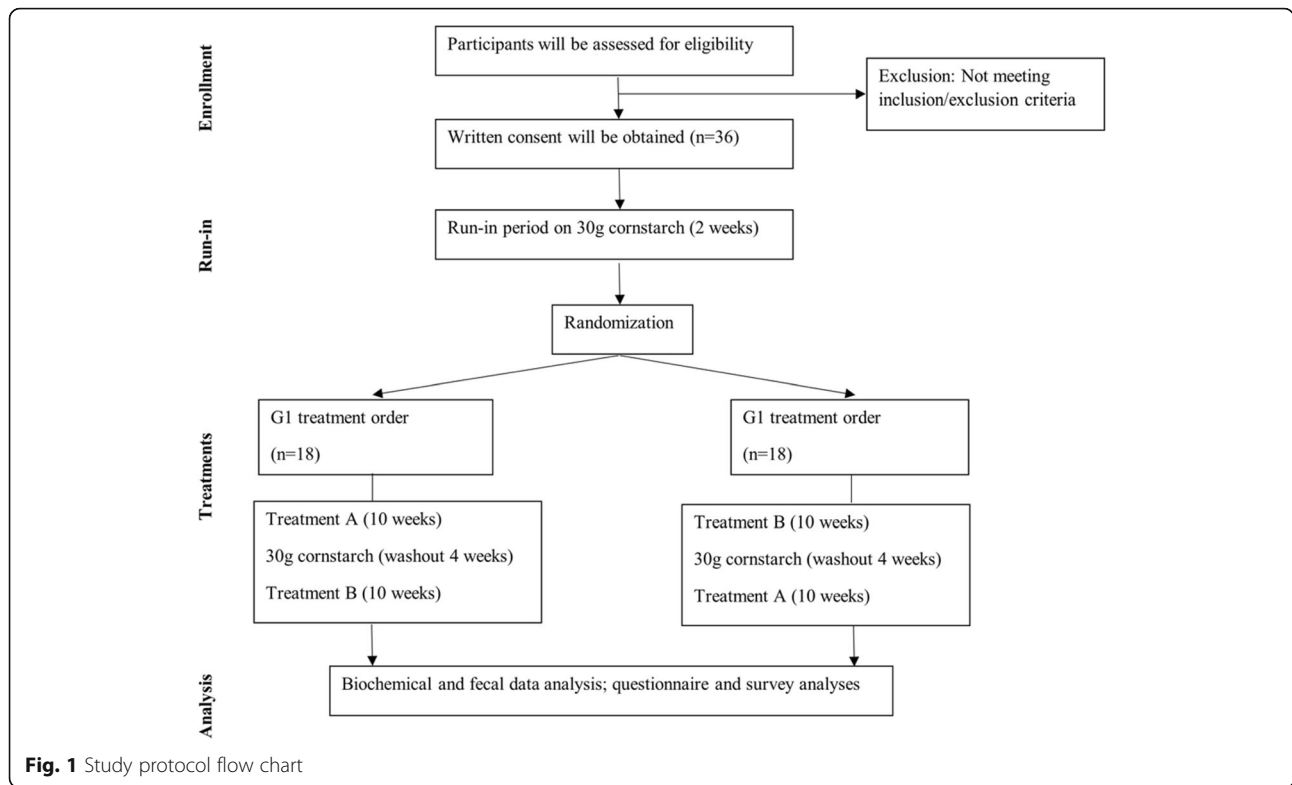 Enrollment
Participants will be assessed for eligibility
Exclusion: Not meeting
inclusion/exclusion criteria
Written consent will be obtained (n=36)
Run-in
Run-in period on 30g cornstarch (2 weeks)
Randomization
Treatments
G1 treatment order
(n=18)
G1 treatment order
(n=18)
Treatment A (10 weeks)
30g cornstarch (washout 4 weeks)
Treatment B (10 weeks)
Treatment B (10 weeks)
30g cornstarch (washout 4 weeks)
Treatment A (10 weeks)
Analysis
Biochemical and fecal data analysis; questionnaire and survey analyses
Fig. 1 Study protocol flow chart